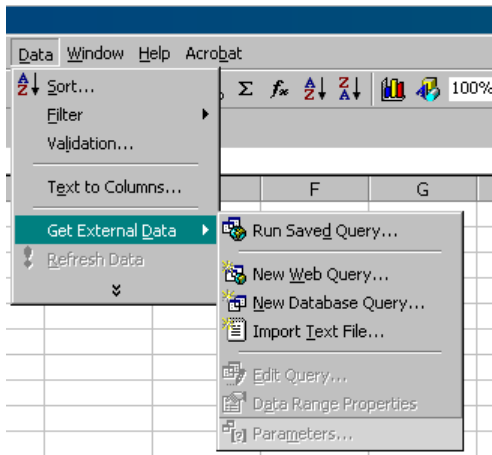 Data Window Help Acrobat
Sort...
Σ fx A Z Z A 100%
Filter
Validation...
Text to Columns...
F G
Get External Data
Run Saved Query...
Refresh Data
New Web Query...
New Database Query...
Import Text File...
Edit Query...
Data Range Properties
Parameters...